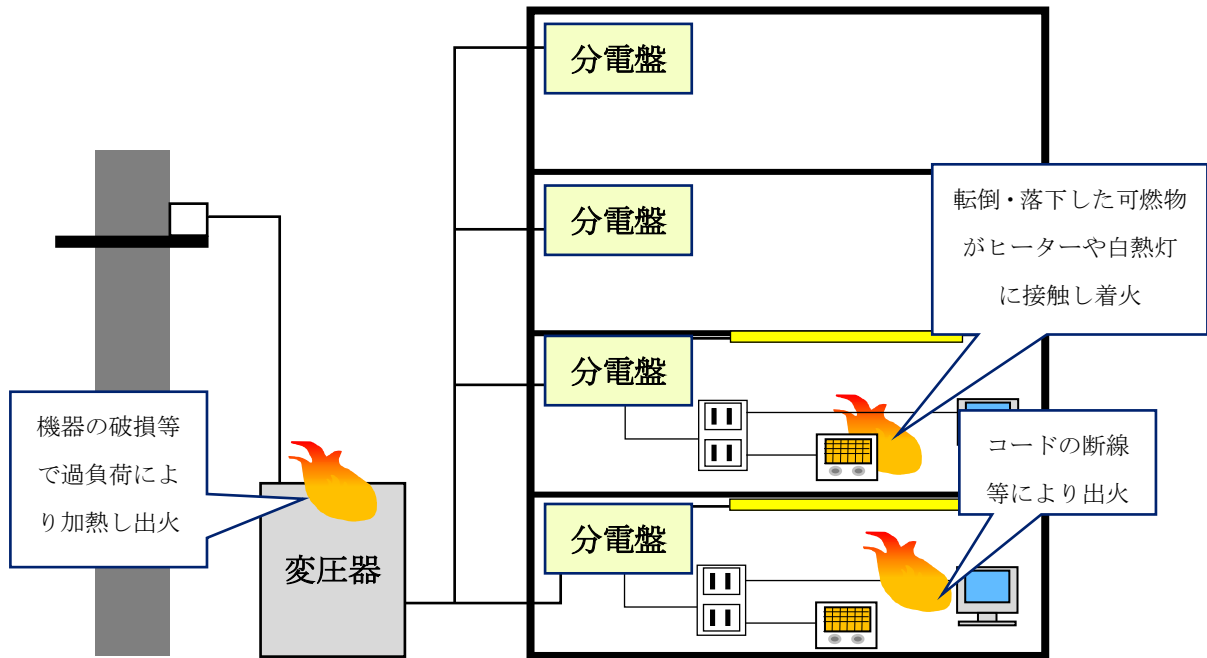 分電盤
分電盤
転倒・落下した可燃物
がヒーターや白熱灯
に接触し着火
分電盤
機器の破損等
で過負荷によ
り加熱し出火
コードの断線
等により出火
分電盤
変圧器